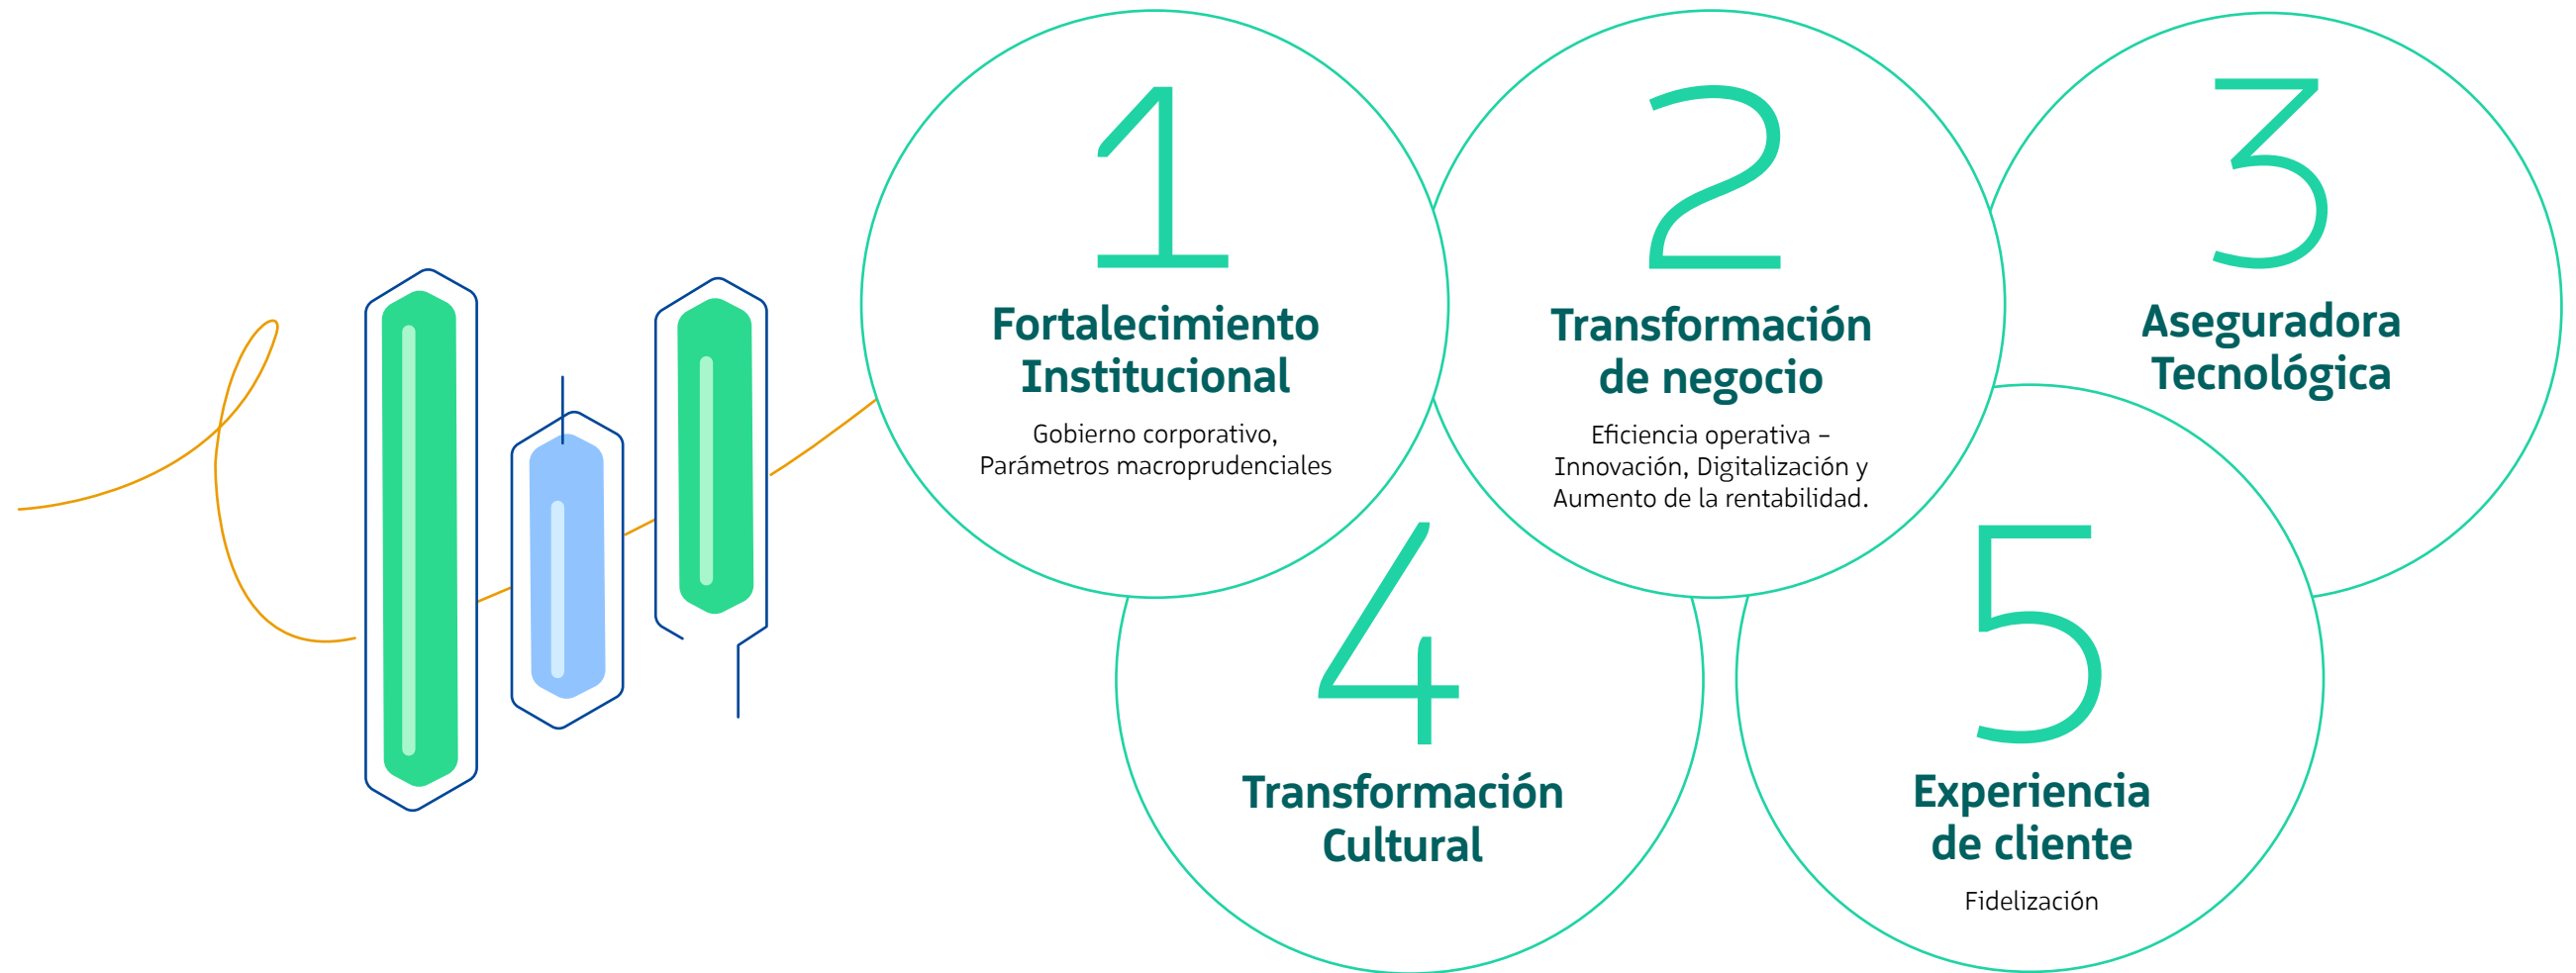 1
Fortalecimiento
Institucional
Gobierno corporativo,
Parámetros macroprudenciales
2
Transformación
de negocio
Eficiencia operativa –
Innovación, Digitalización y
Aumento de la rentabilidad.
3
Aseguradora
Tecnológica
4
Transformación
Cultural
5
Experiencia
de cliente
Fidelización